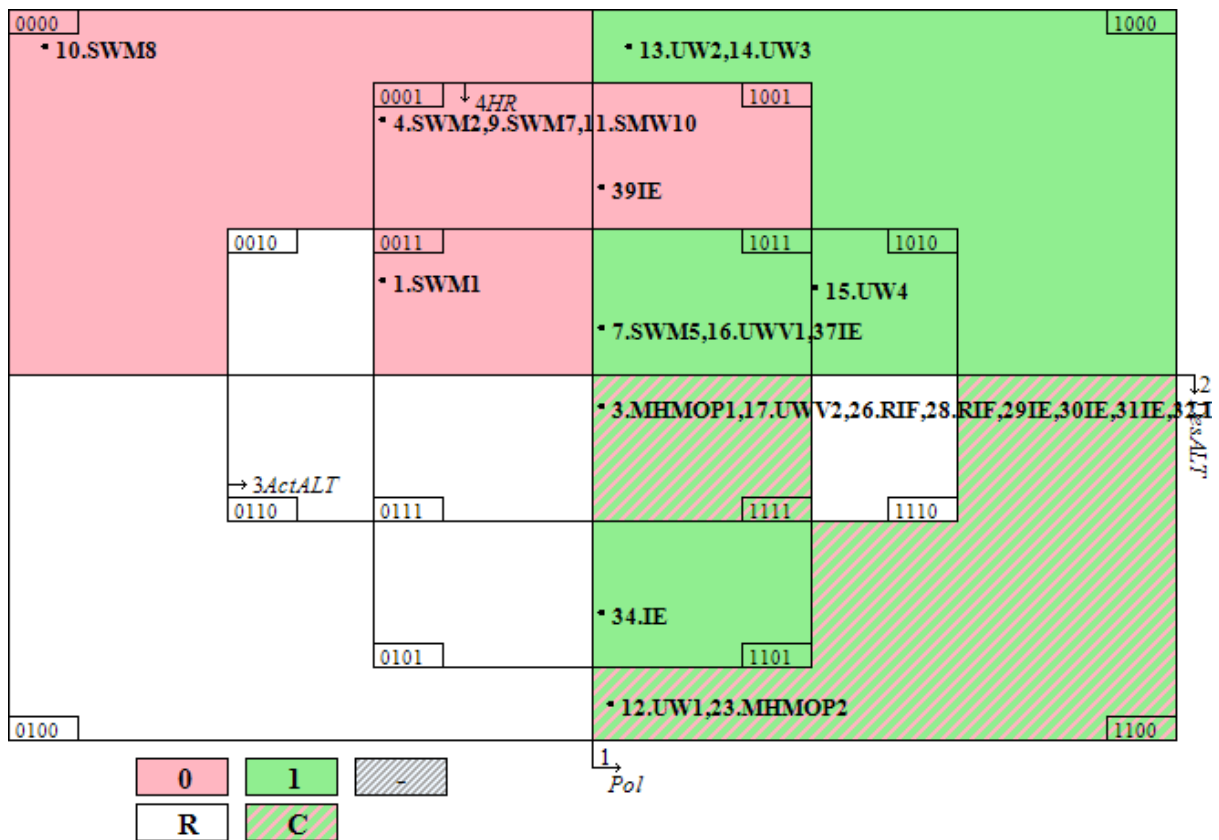 0000 1000
10.SWM8 13.UW2,14.UW3
0001 4HR 1001
4.SWM2,9.SWM7,11.SMW10
39IE
0010 0011 1011 1010
1.SWM1 15.UW4
7.SWM5,16.UWV1,37IE
2
3.MHMOP1,17.UWV2,26.RIF,28.RIF,29IE,30IE,31IE,32.I
esALT
3ActALT
0110 0111 1111 1110
34.IE
0101 1101
12.UW1,23.MHMOP2
0100 1100
1
Pol
0 1 -
R C